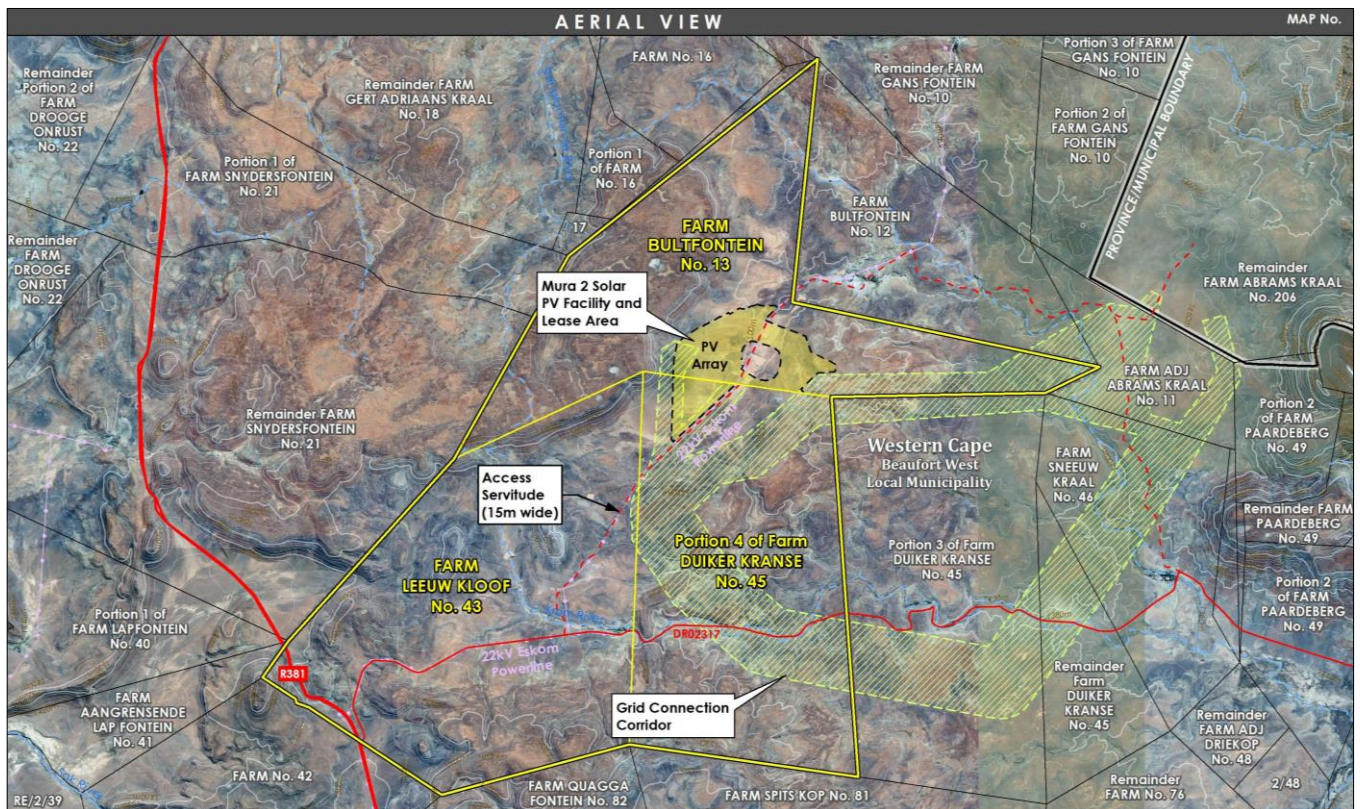 AERIAL VIEW
MAP No.
Remainder
Portion 2 of
FARM
DROOGE
ONRUST
No. 22
Remainder FARM
GERT ADRIAANS KRAAL
No. 18
FARM No. 16
Remainder FARM
GANS FONTEIN
No. 10
Portion 3 of FARM
GANS FONTEIN
No. 10
PROVINCE/MUNICIPAL BOUNDARY
Portion 2 of
FARM GANS
FONTEIN
No. 10
Portion 1 of
FARM SNYDERSFONTEIN
No. 21
Portion 1
of FARM
No. 16
17
FARM
BULTFONTEIN
No. 12
FARM
BULTFONTEIN
No. 13
Remainder
FARM
DROOGE
ONRUST
No. 22
Remainder
FARM ABRAMS KRAAL
No. 206
Mura 2 Solar
PV Facility and
Lease Area
PV
Array
FARM ADJ
ABRAMS KRAAL
No. 11
Remainder FARM
SNYDERSFONTEIN
No. 21
Portion 2
of FARM
PAARDEBERG
No. 49
22kV Eskom
Powerline
Western Cape
Beaufort West
Local Municipality
FARM
SNEEUW
KRAAL
No. 46
Access
Servitude
(15m wide)
Remainder FARM
PAARDEBERG
No. 49
Portion 4 of Farm
DUIKER KRANSE
No. 45
Portion 3 of Farm
DUIKER KRANSE
No. 45
FARM
LEEUW KLOOF
No. 43
Portion 2
of FARM
PAARDEBERG
No. 49
Portion 1 of
FARM LAPFONTEIN
No. 40
DR02317
22kV Eskom
Powerline
R381
Remainder
Farm
DUIKER
KRANSE
No. 45
Grid Connection
Corridor
FARM
AANGRENSENDE
LAP FONTEIN
No. 41
Remainder
FARM ADJ
DRIEKOP
No. 48
FARM No. 42
FARM QUAGGA
FONTEIN No. 82
FARM SPITS KOP No. 81
Remainder
FARM No. 76
2/48
RE/2/39